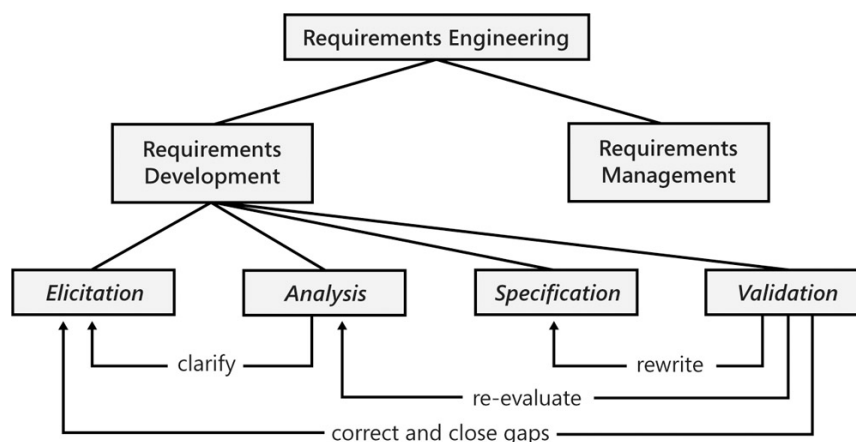 Requirements Engineering
Requirements
Development
Requirements
Management
Elicitation
Analysis
Specification
Validation
clarify
rewrite
re-evaluate
correct and close gaps